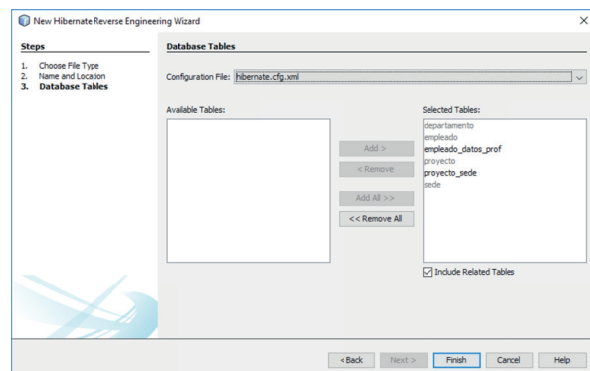 New Hibernate Reverse Engineering Wizard
Steps
1. Choose File Type
2. Name and Locaion
3. Database Tables
Database Tables
Configuration File: hibernate.cfg.xml
Available Tables:
Add >
< Remove
Add All >>
<< Remove All
Selected Tables:
departamento
empleado
empleado_datos_prof
proyecto
proyecto_sede
sede
Include Related Tables
< Back Next > Finish Cancel Help